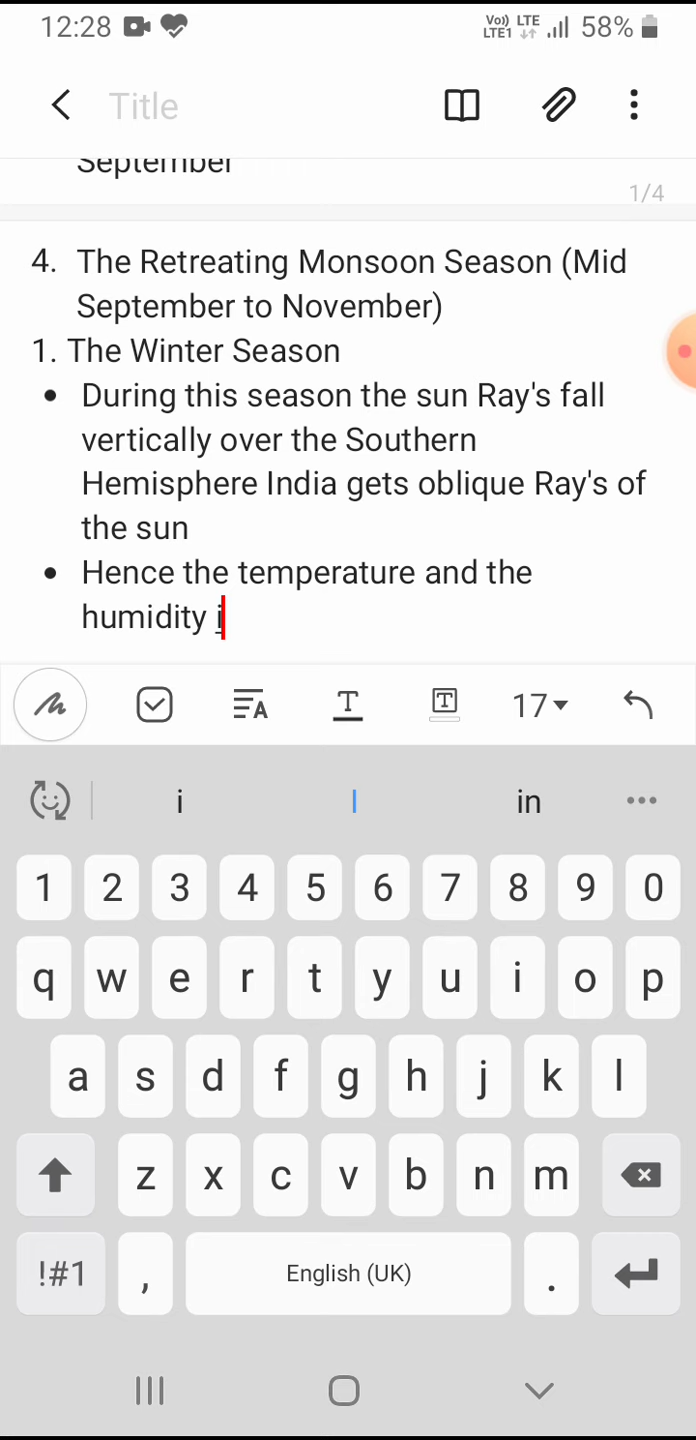 12:28 Vo)) LTE LTE1 58%
Title
September
1/4
4. The Retreating Monsoon Season (Mid
September to November)
1. The Winter Season
• During this season the sun Ray's fall
vertically over the Southern
Hemisphere India gets oblique Ray's of
the sun
• Hence the temperature and the
humidity i
T T 17
i I in
1 2 3 4 5 6 7 8 9 0
q w e r t y u i o p
a s d f g h j k l
z x c v b n m
!#1 , English (UK) .